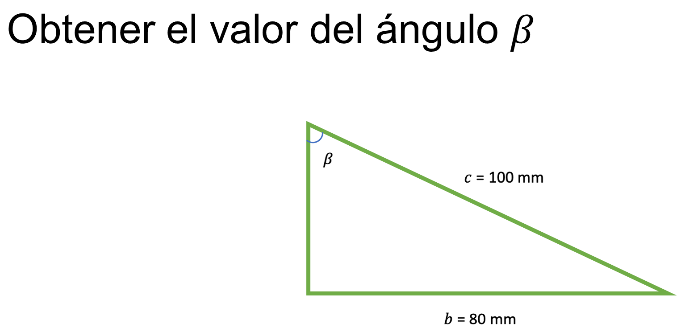 Obtener el valor del ángulo β
β
c = 100 mm
b = 80 mm